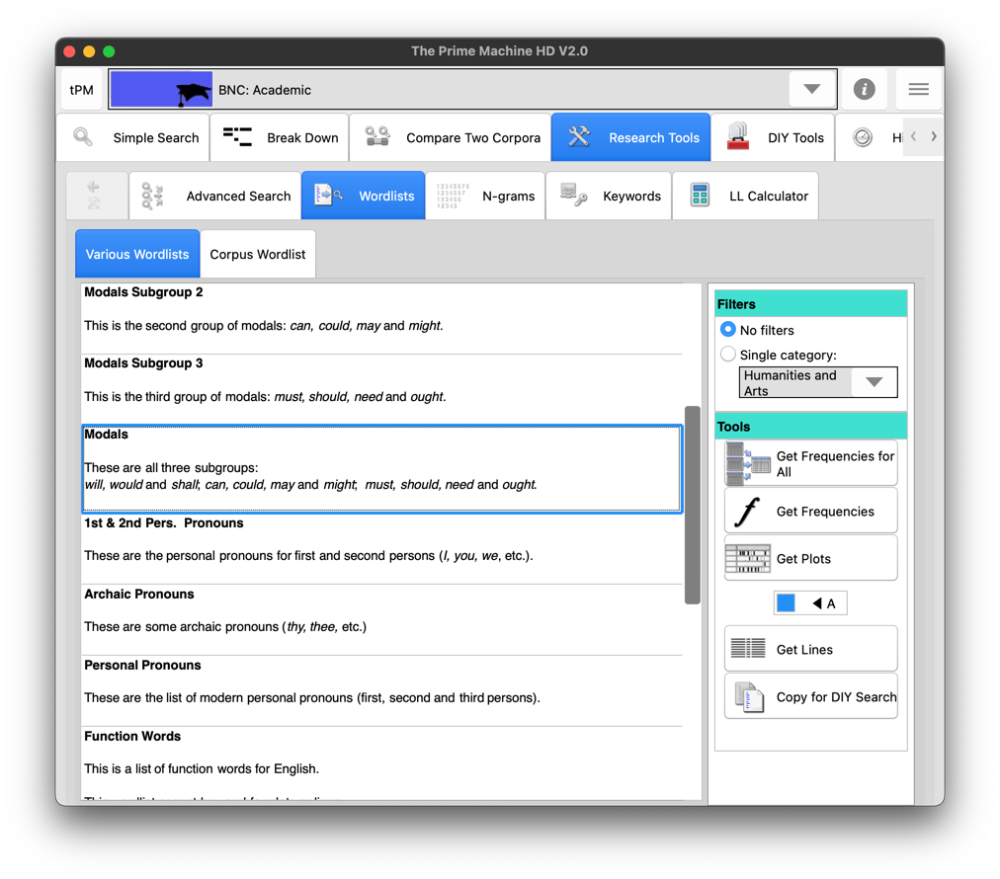 The Prime Machine HD V2.0
tPM
BNC: Academic
Simple Search
Break Down
Compare Two Corpora
Research Tools
DIY Tools
Advanced Search
Wordlists
N-grams
Keywords
LL Calculator
Various Wordlists
Corpus Wordlist
Modals Subgroup 2
This is the second group of modals: can, could, may and might.
Modals Subgroup 3
This is the third group of modals: must, should, need and ought.
Modals
These are all three subgroups:
will, would and shall; can, could, may and might; must, should, need and ought.
1st & 2nd Pers. Pronouns
These are the personal pronouns for first and second persons (I, you, we, etc.).
Archaic Pronouns
These are some archaic pronouns (thy, thee, etc.)
Personal Pronouns
These are the list of modern personal pronouns (first, second and third persons).
Function Words
This is a list of function words for English.
Filters
No filters
Single category:
Humanities and
Arts
Tools
Get Frequencies for
All
Get Frequencies
Get Plots
A
Get Lines
Copy for DIY Search